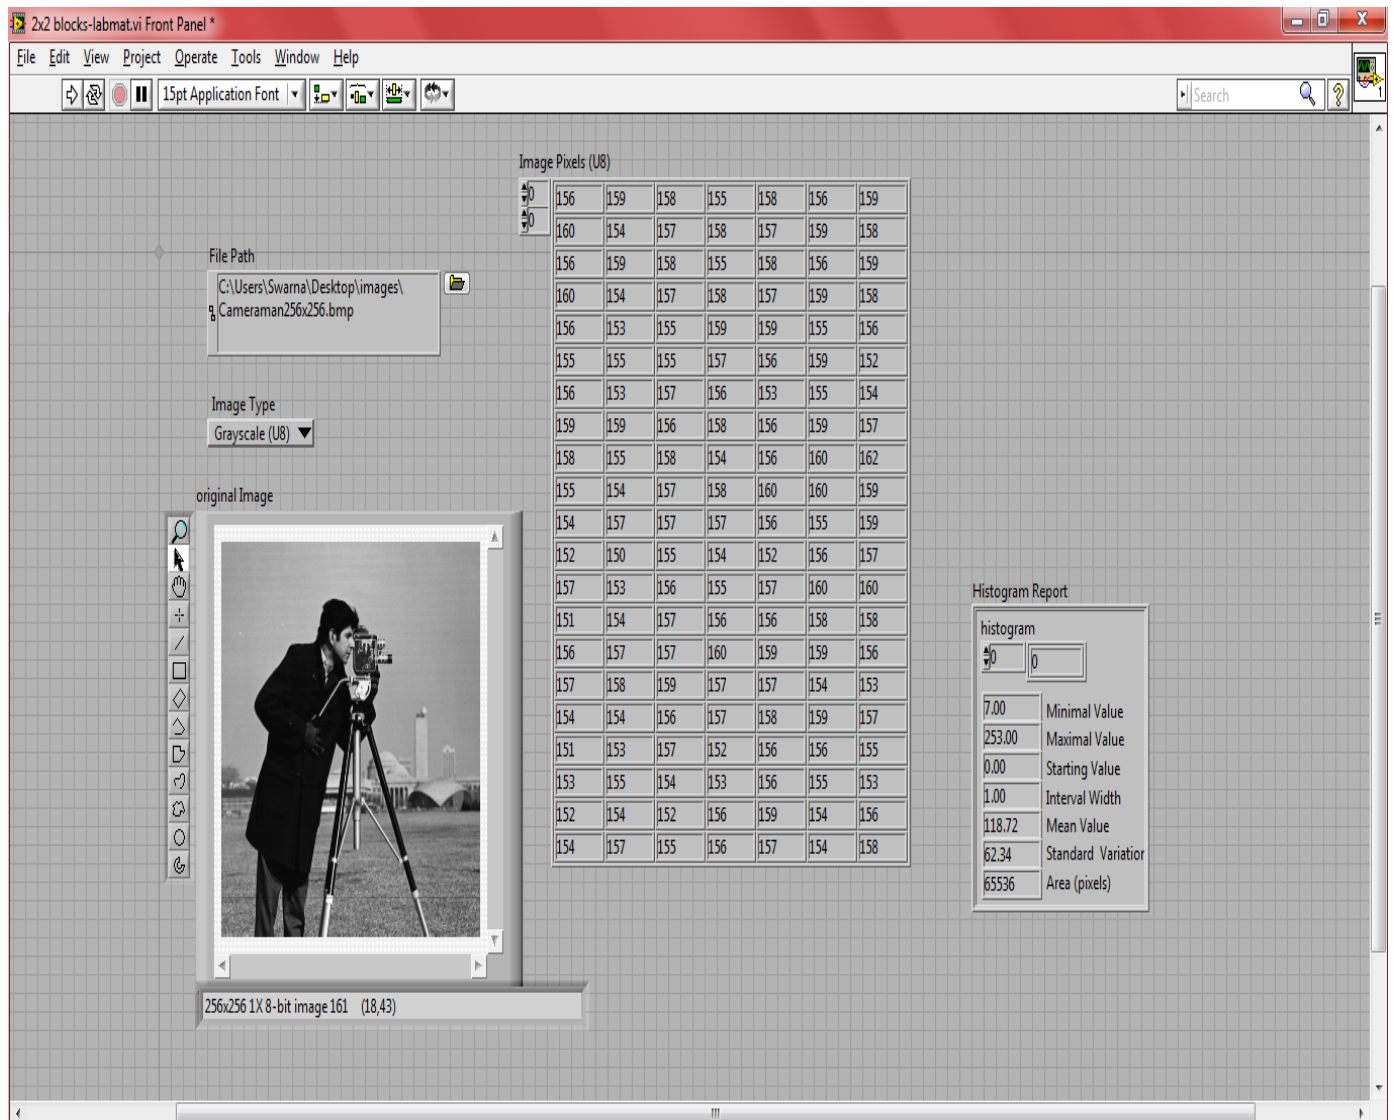 2x2 blocks-labmat.vi Front Panel *
File Edit View Project Operate Tools Window Help
15pt Application Font
Search
1
Image Pixels (U8)
0
0
156 159 158 155 158 156 159
160 154 157 158 157 159 158
156 159 158 155 158 156 159
160 154 157 158 157 159 158
156 153 155 159 159 155 156
155 155 155 157 156 159 152
156 153 157 156 153 155 154
159 159 156 158 156 159 157
158 155 158 154 156 160 162
155 154 157 158 160 160 159
154 157 157 157 156 155 159
152 150 155 154 152 156 157
157 153 156 155 157 160 160
151 154 157 156 156 158 158
156 157 157 160 159 159 156
157 158 159 157 157 154 153
154 154 156 157 158 159 157
151 153 157 152 156 156 155
153 155 154 153 156 155 153
152 154 152 156 159 154 156
154 157 155 156 157 154 158
File Path
C:\Users\Swarna\Desktop\images\
Cameraman256x256.bmp
Image Type
Grayscale (U8)
original Image
256x256 1X 8-bit image 161 (18,43)
Histogram Report
histogram
0 0
7.00 Minimal Value
253.00 Maximal Value
0.00 Starting Value
1.00 Interval Width
118.72 Mean Value
62.34 Standard Variation
65536 Area (pixels)